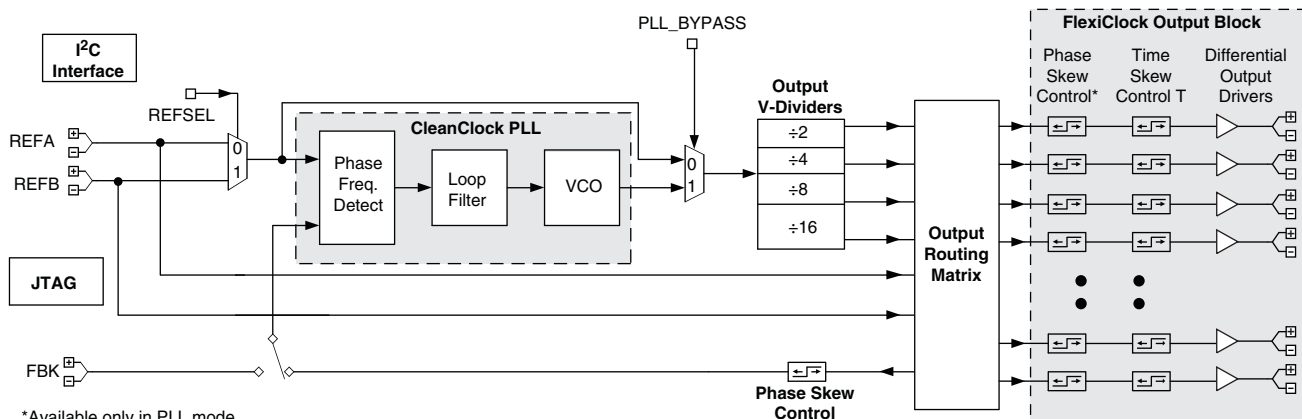 FlexiClock Output Block
PLL_BYPASS
I²C
Interface
Phase
Skew
Control*
Time
Skew
Control T
Differential
Output
Drivers
Output
V-Dividers
REFSEL
CleanClock PLL
REFA
+
-
REFB
+
-
0
1
Phase
Freq.
Detect
Loop
Filter
VCO
0
1
÷2
÷4
÷8
÷16
Output
Routing
Matrix
+
-
+
-
+
-
+
-
+
-
+
-
JTAG
FBK
+
-
Phase Skew
Control
*Available only in PLL mode